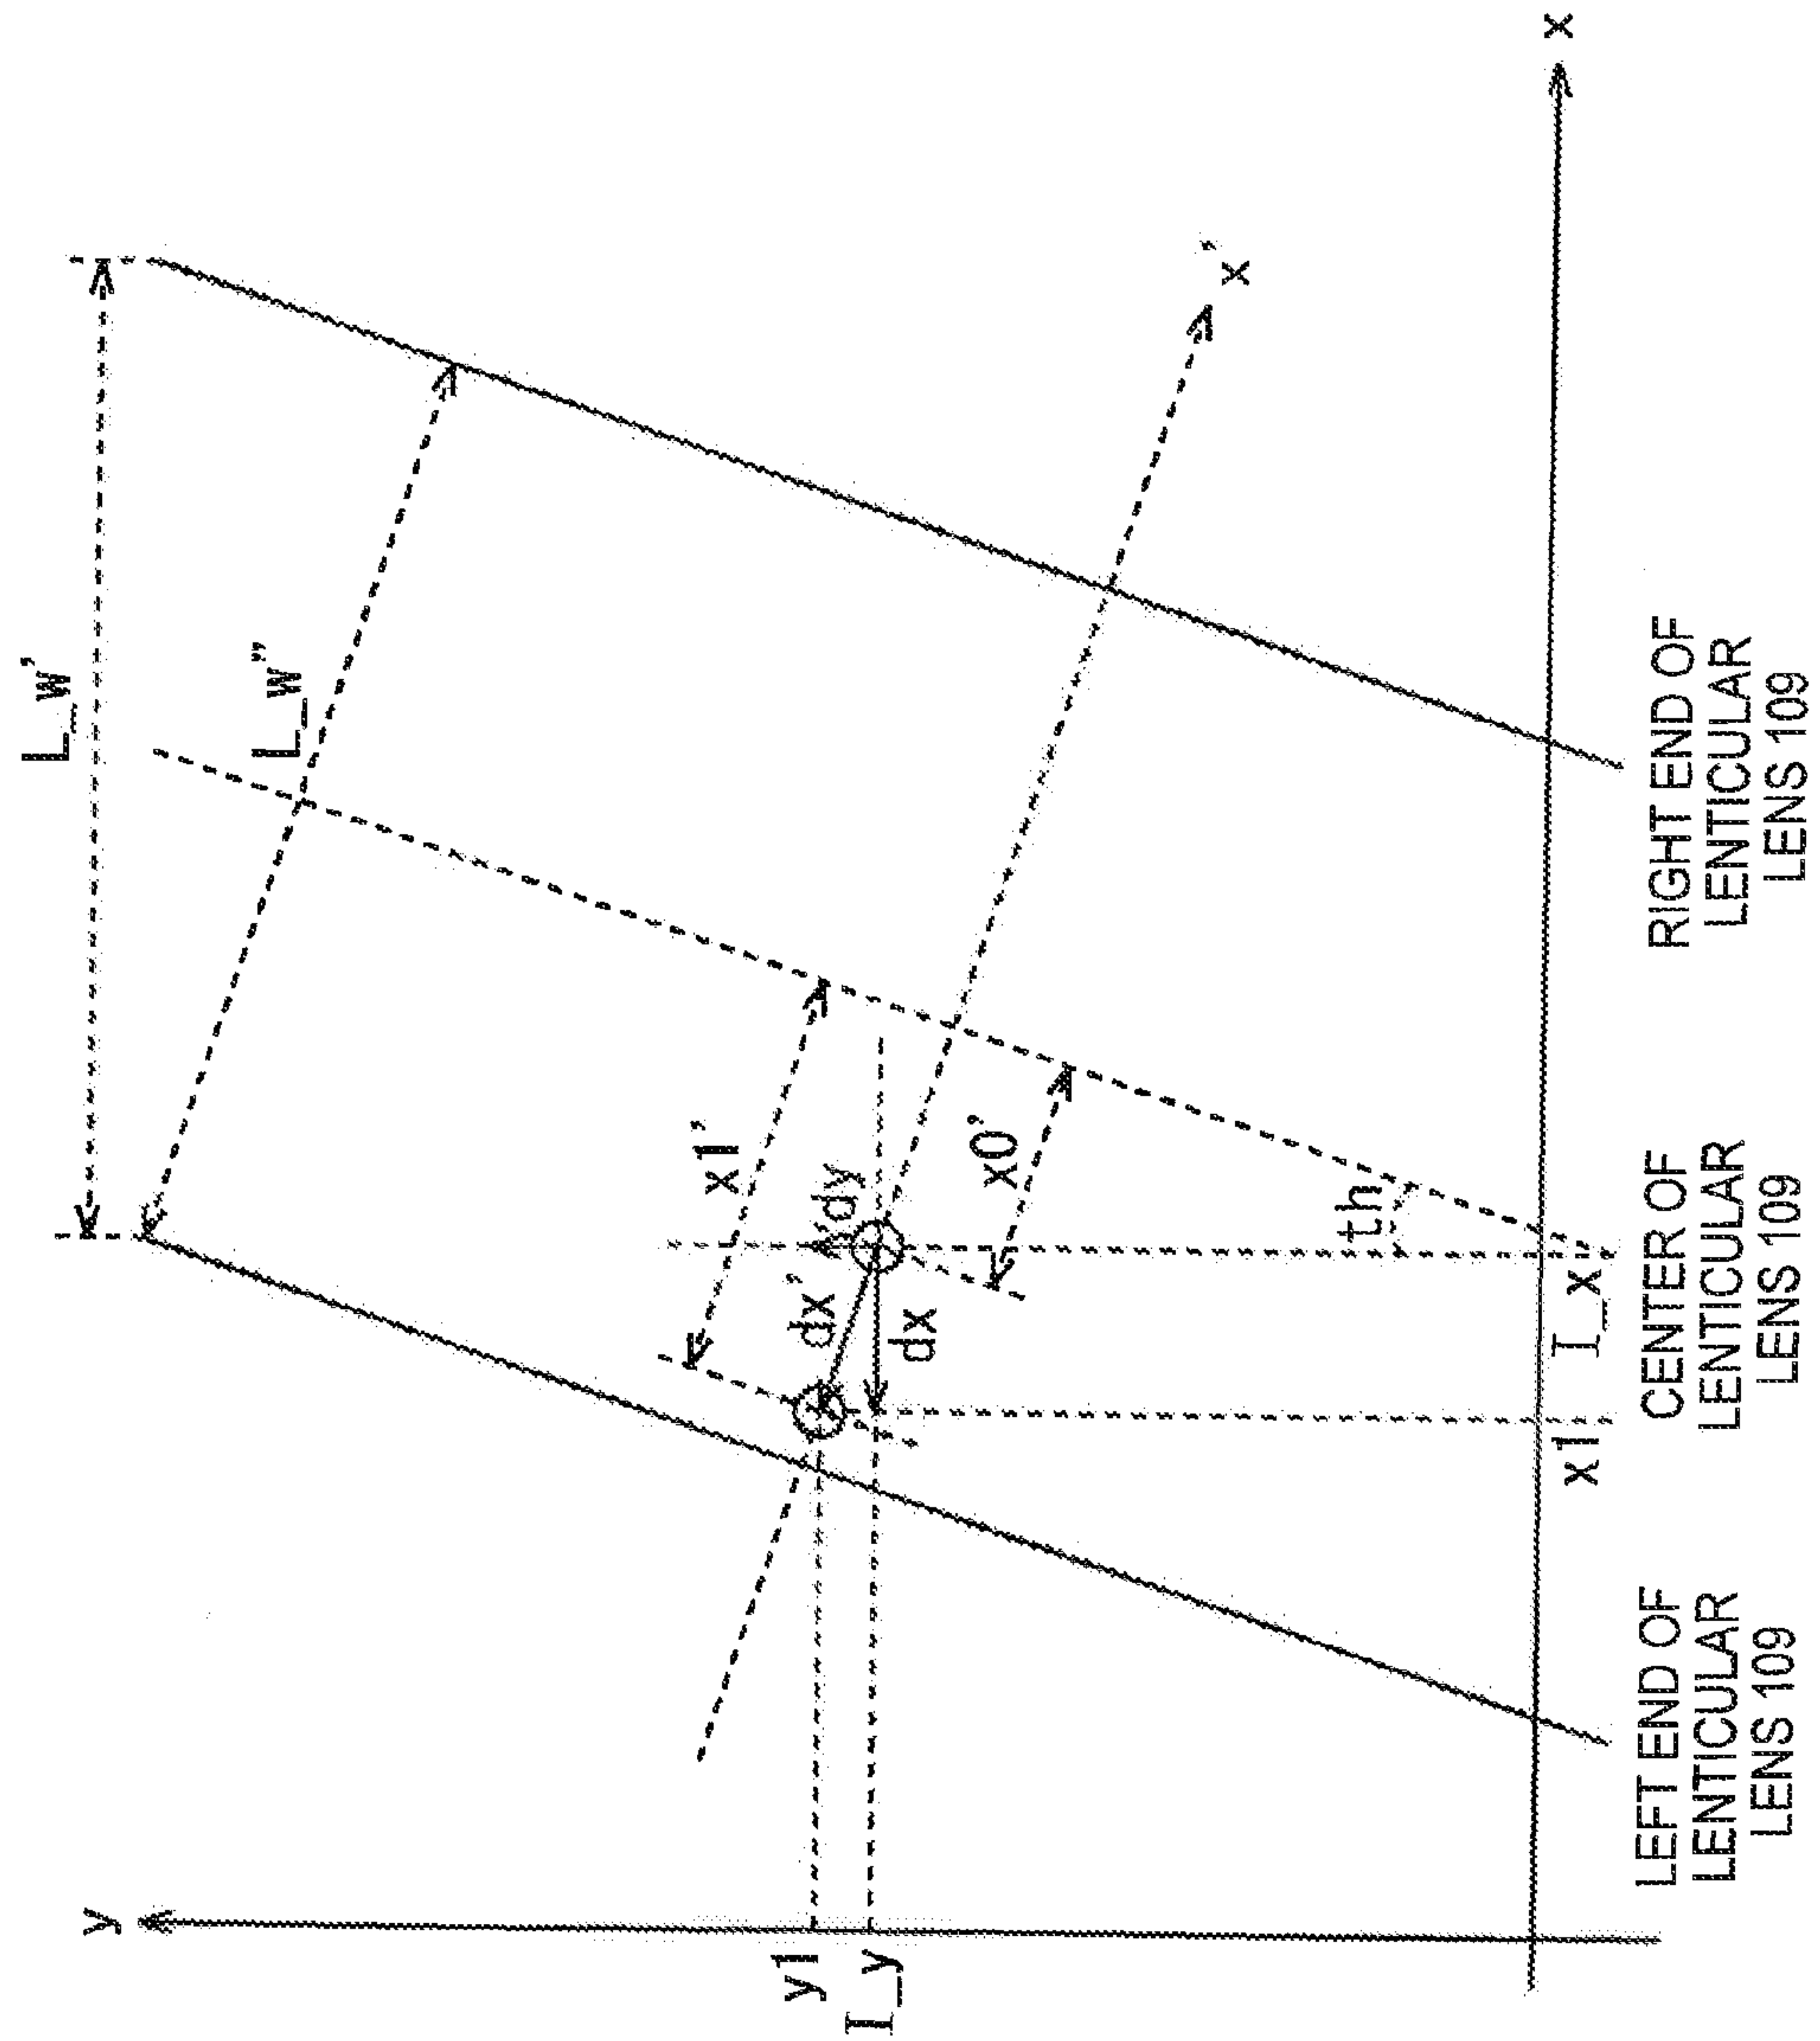 L_w'
L_w"
x1'
dy
dx'
x0'
dx
th
x'
y
y1
I_y
x
x1
I_x
LEFT END OF
LENTICULAR
LENS 109
CENTER OF
LENTICULAR
LENS 109
RIGHT END OF
LENTICULAR
LENS 109